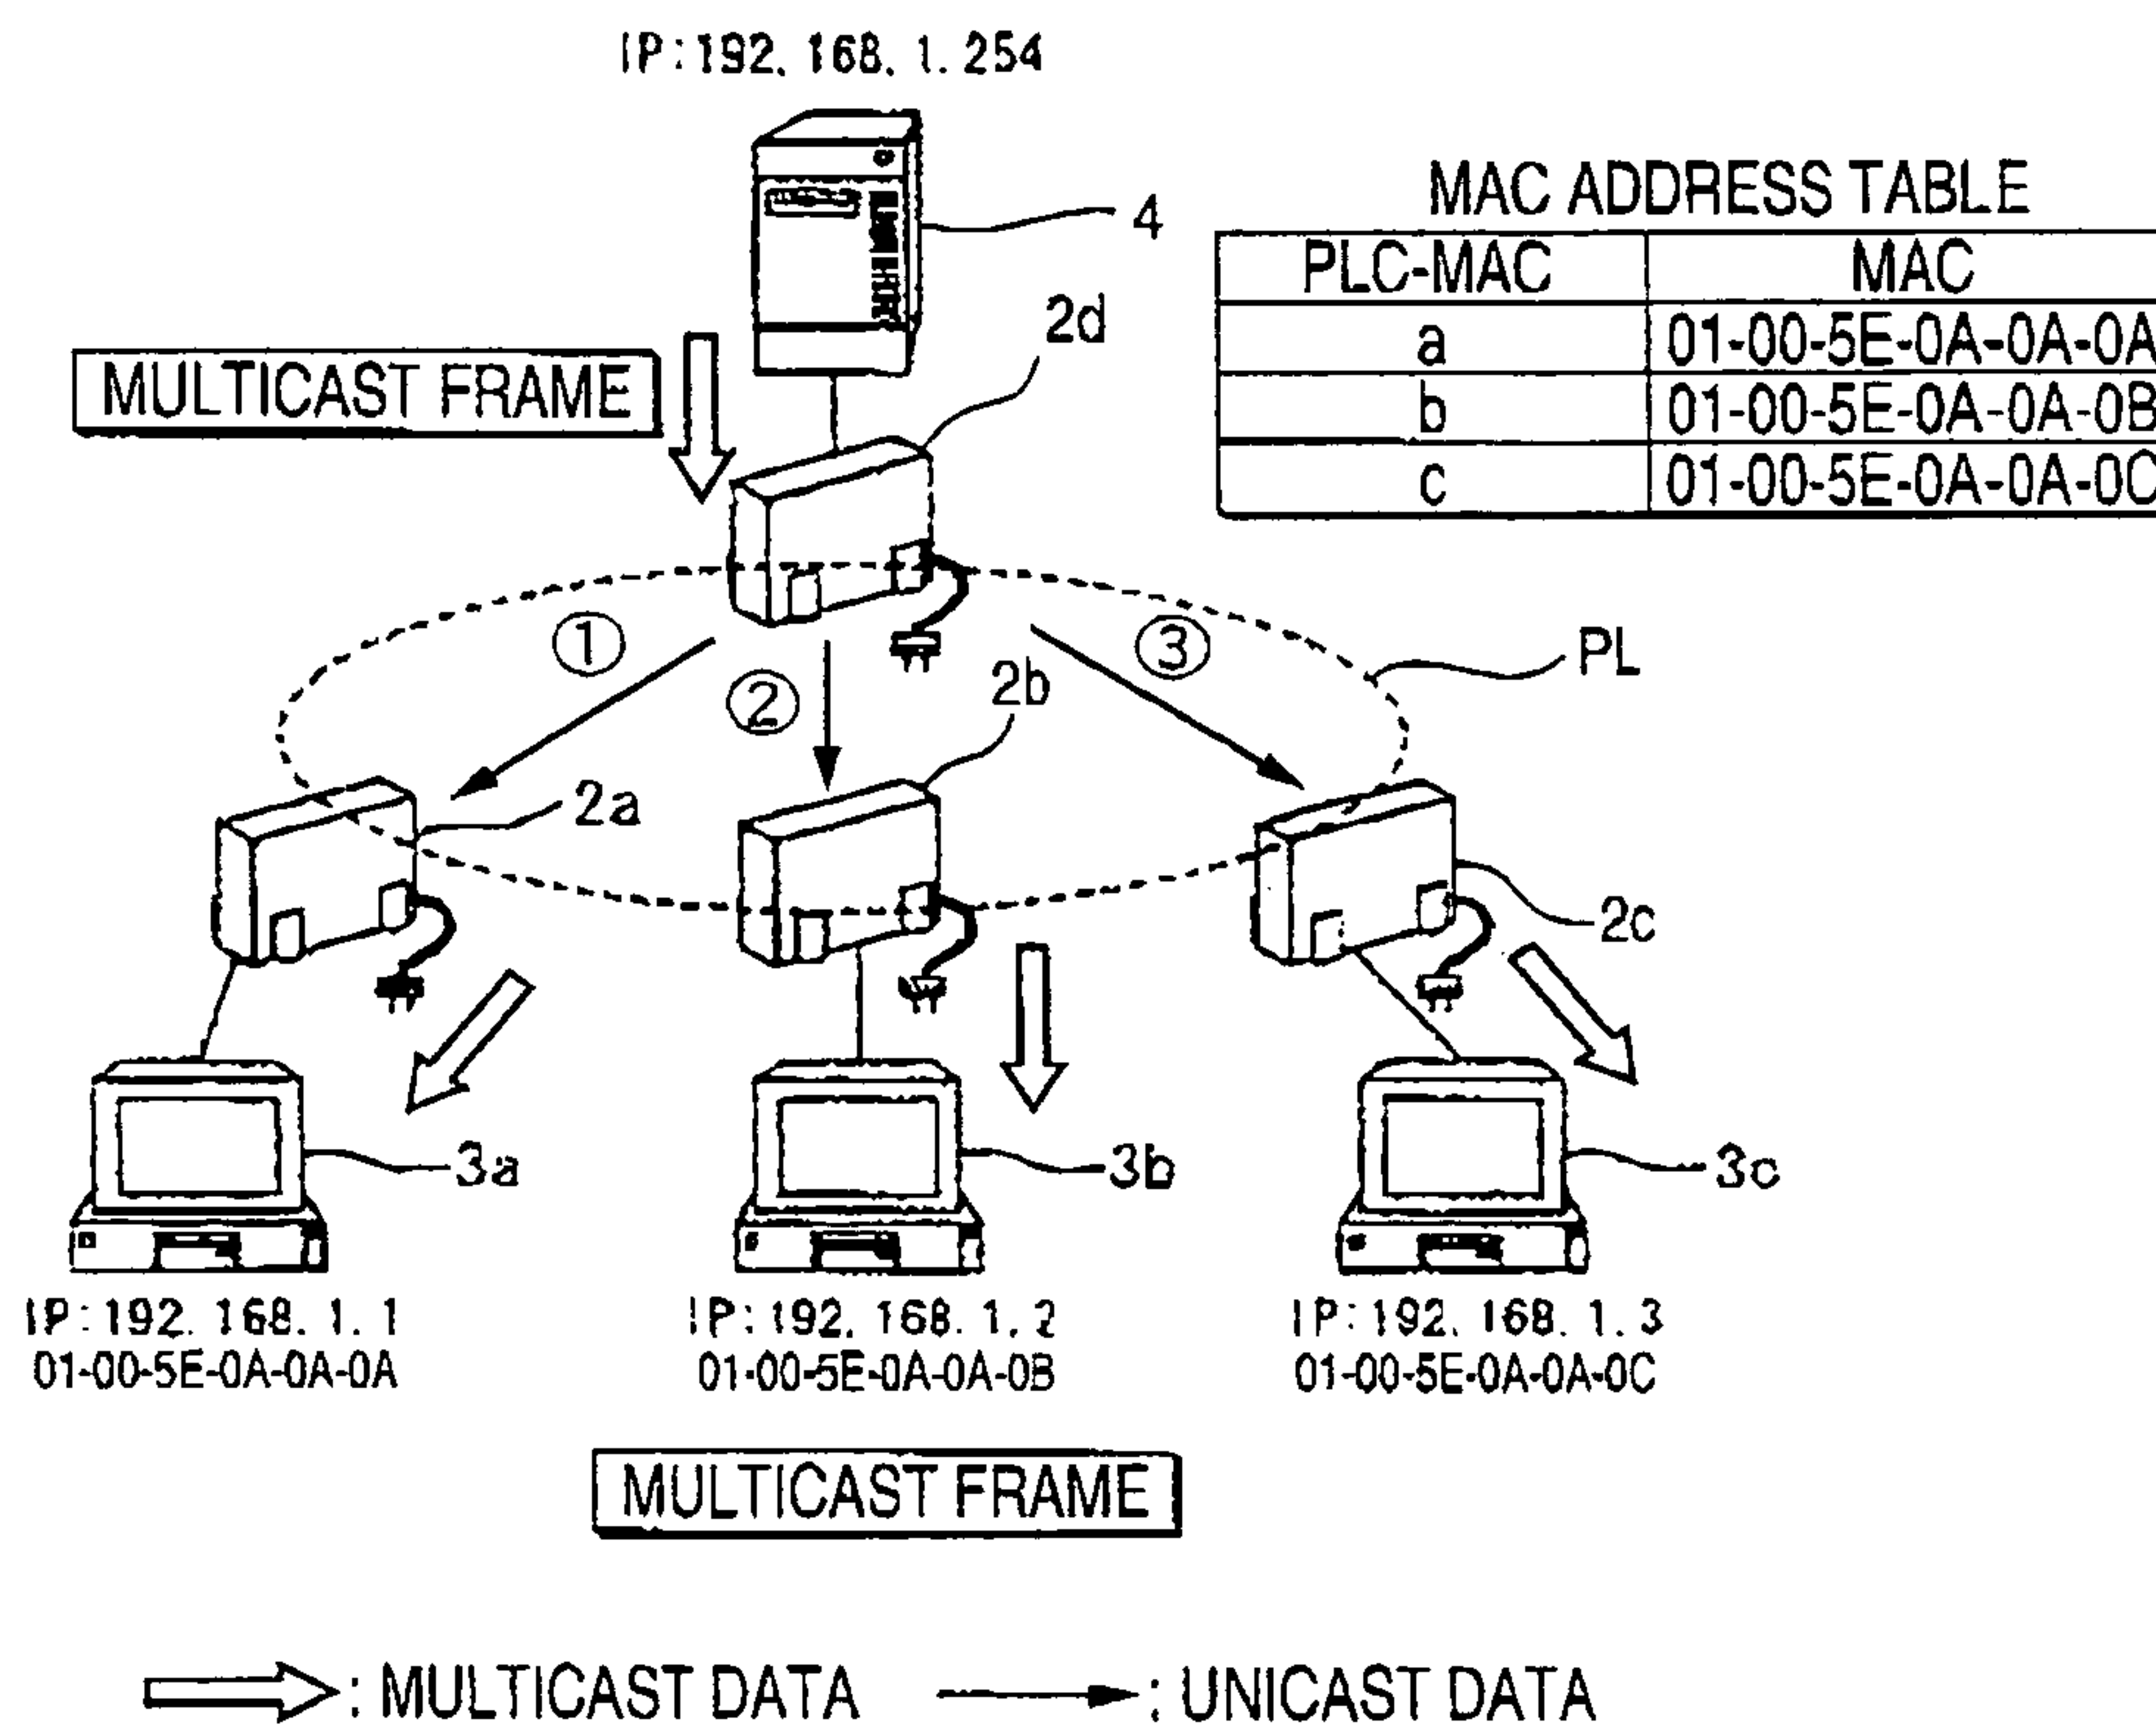 IP:192.168.1.254
4
MAC ADDRESS TABLE
PLC-MAC MAC
a 01-00-5E-0A-0A-0A
b 01-00-5E-0A-0A-0B
c 01-00-5E-0A-0A-0C
2d
MULTICAST FRAME
① ② ③
PL
2b
2a
2c
3a 3b 3c
IP:192.168.1.1 IP:192.168.1.2 IP:192.168.1.3
01-00-5E-0A-0A-0A 01-00-5E-0A-0A-0B 01-00-5E-0A-0A-0C
MULTICAST FRAME
: MULTICAST DATA : UNICAST DATA